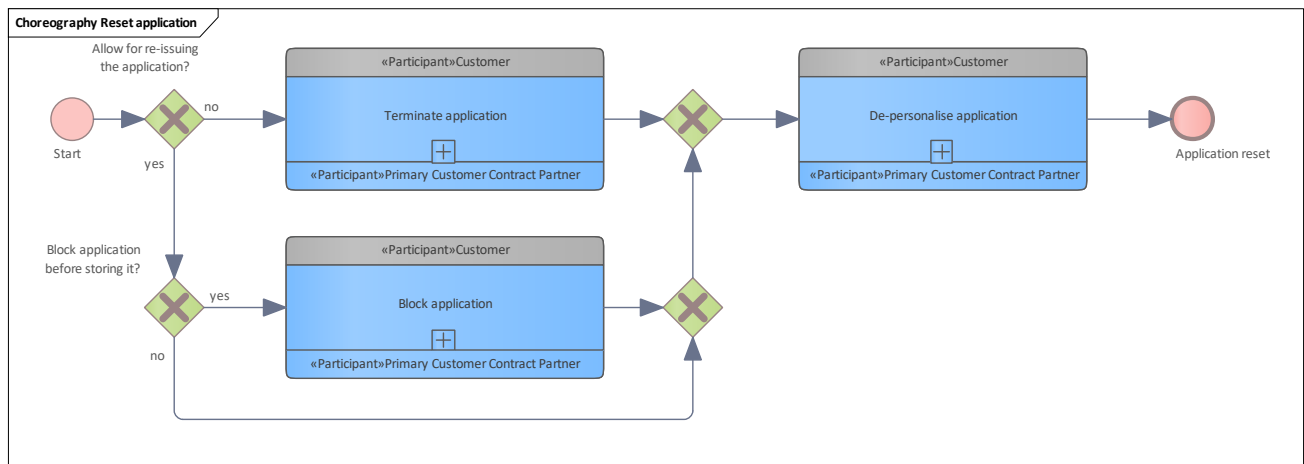 Choreography Reset application
Allow for re-issuing
the application?
«Participant»Customer
Terminate application
«Participant»Primary Customer Contract Partner
«Participant»Customer
De-personalise application
«Participant»Primary Customer Contract Partner
no
Start
yes
Application reset
Block application
before storing it?
«Participant»Customer
Block application
«Participant»Primary Customer Contract Partner
yes
no